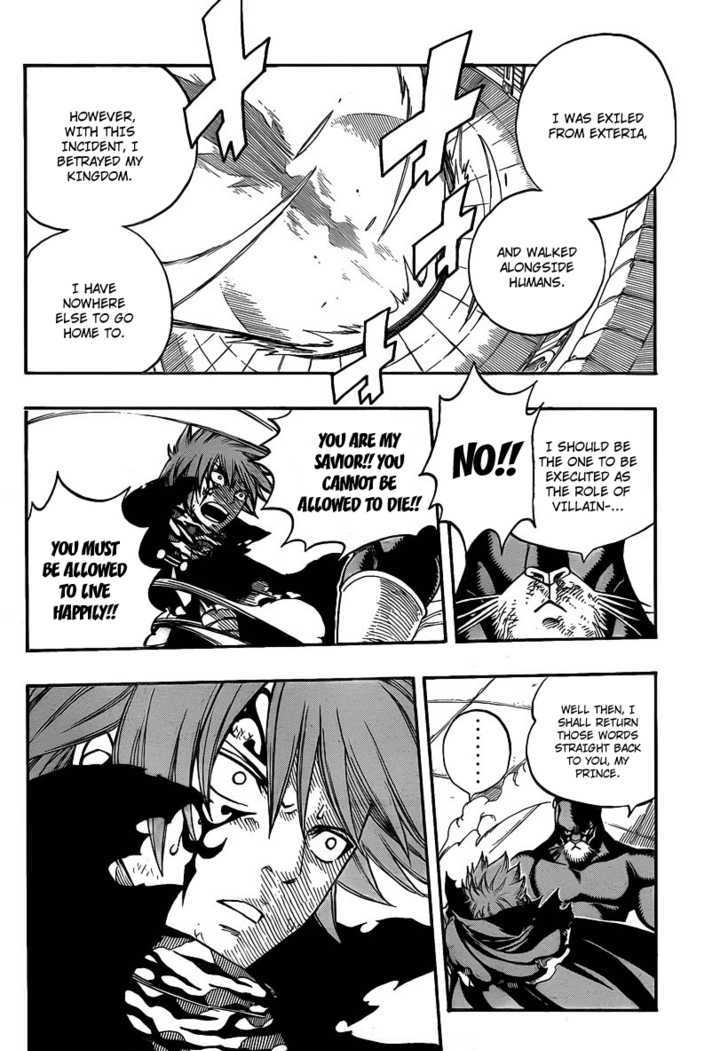 I WAS EXILED
FROM EXTERIA,
AND WALKED
ALONGSIDE
HUMANS.
HOWEVER,
WITH THIS
INCIDENT, I
BETRAYED MY
KINGDOM.
I HAVE
NOWHERE
ELSE TO GO
HOME TO.
I SHOULD BE
THE ONE TO BE
EXECUTED AS
THE ROLE OF
VILLAIN-...
NO!!
YOU ARE MY
SAVIOR!! YOU
CANNOT BE
ALLOWED TO DIE!!
YOU MUST
BE ALLOWED
TO LIVE
HAPPILY!!
WELL THEN, I
SHALL RETURN
THOSE WORDS
STRAIGHT BACK
TO YOU, MY
PRINCE.
......